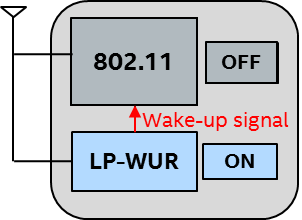 802.11
OFF
Wake-up signal
LP-WUR
ON